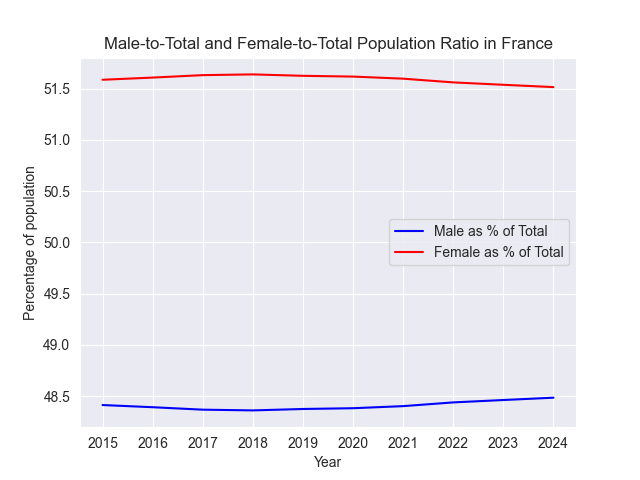 Male-to-Total and Female-to-Total Population Ratio in France
Percentage of population
51.5
51.0
50.5
50.0
49.5
49.0
48.5
Male as % of Total
Female as % of Total
2015 2016 2017 2018 2019 2020 2021 2022 2023 2024
Year